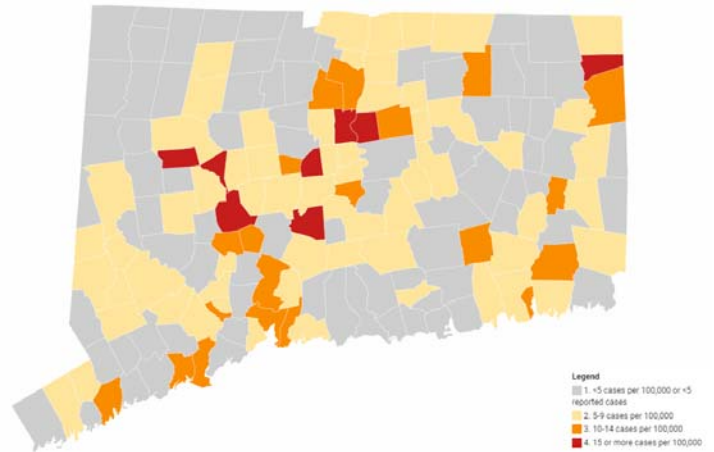 Legend
1. <5 cases per 100,000 or <5
reported cases
2. 5-9 cases per 100,000
3. 10-14 cases per 100,000
4. 15 or more cases per 100,000